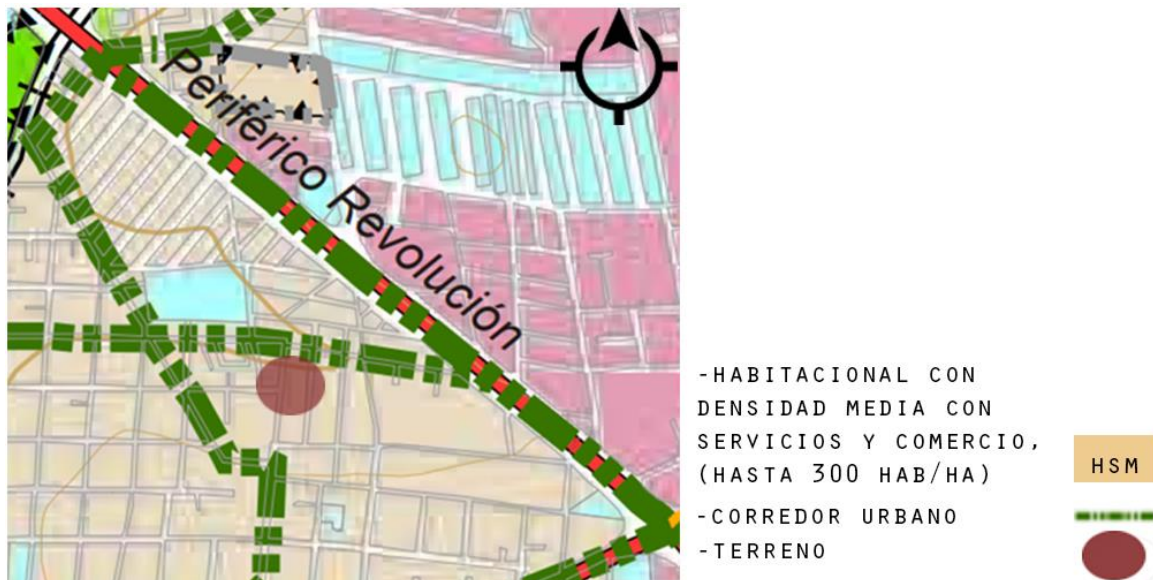 Periférico Revolución
-HABITACIONAL CON
DENSIDAD MEDIA CON
SERVICIOS Y COMERCIO,
(HASTA 300 HAB/HA)
HSM
-CORREDOR URBANO
-TERRENO